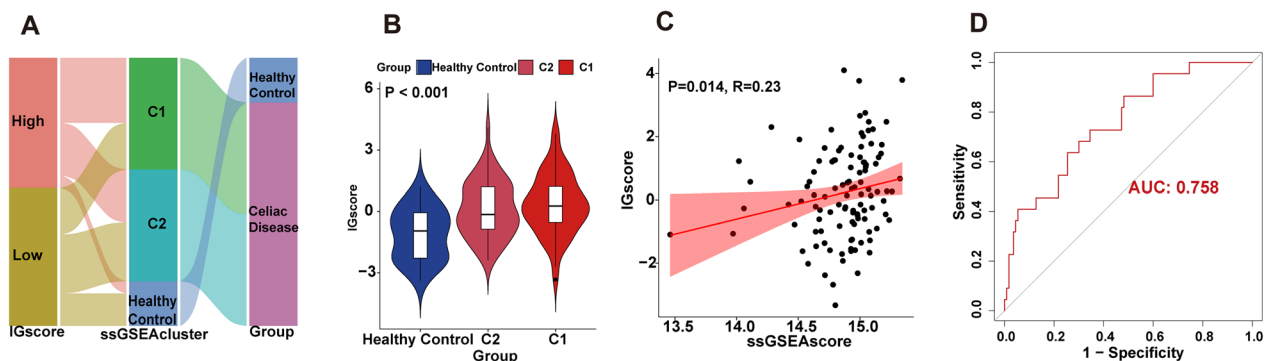 A
High
Low
IGscore
C1
C2
Healthy
Control
ssGSEAcluster
Healthy
Control
Celiac
Disease
Group
B
Group Healthy Control C2 C1
P < 0.001
IGscore
6
3
0
−3
Healthy Control C2 C1
Group
C
P=0.014, R=0.23
IGscore
4
2
0
−2
13.5 14.0 14.5 15.0
ssGSEAscore
D
Sensitivity
1.0
0.8
0.6
0.4
0.2
0.0
AUC: 0.758
0.0 0.2 0.4 0.6 0.8 1.0
1 − Specificity